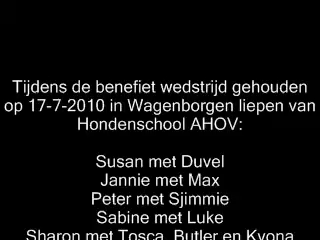 Tijdens de benefiet wedstrijd gehouden
op 17-7-2010 in Wagenborgen liepen van
Hondenschool AHOV:
Susan met Duvel
Jannie met Max
Peter met Sjimmie
Sabine met Luke
Sharon met Tosca, Butler en Kyona